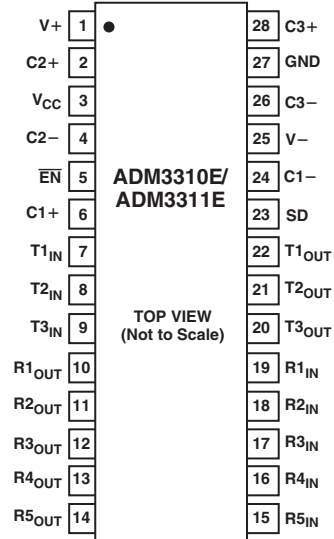 V+ 1 28 C3+
C2+ 2 27 GND
VCC 3 26 C3–
C2– 4 25 V–
E̅N̅ 5 24 C1–
ADM3310E/
ADM3311E
C1+ 6 23 SD
T1IN 7 22 T1OUT
T2IN 8 21 T2OUT
T3IN 9 20 T3OUT
TOP VIEW
(Not to Scale)
R1OUT 10 19 R1IN
R2OUT 11 18 R2IN
R3OUT 12 17 R3IN
R4OUT 13 16 R4IN
R5OUT 14 15 R5IN